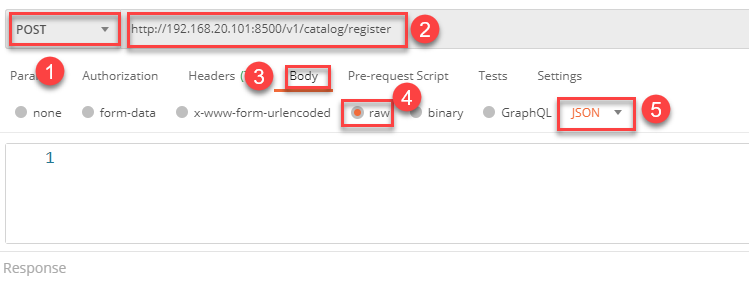 POST http://192.168.20.101:8500/v1/catalog/register 2
1 3 4 5
Para Authorization Headers ( Body Pre-request Script Tests Settings
none form-data x-www-form-urlencoded raw binary GraphQL JSON
1
Response